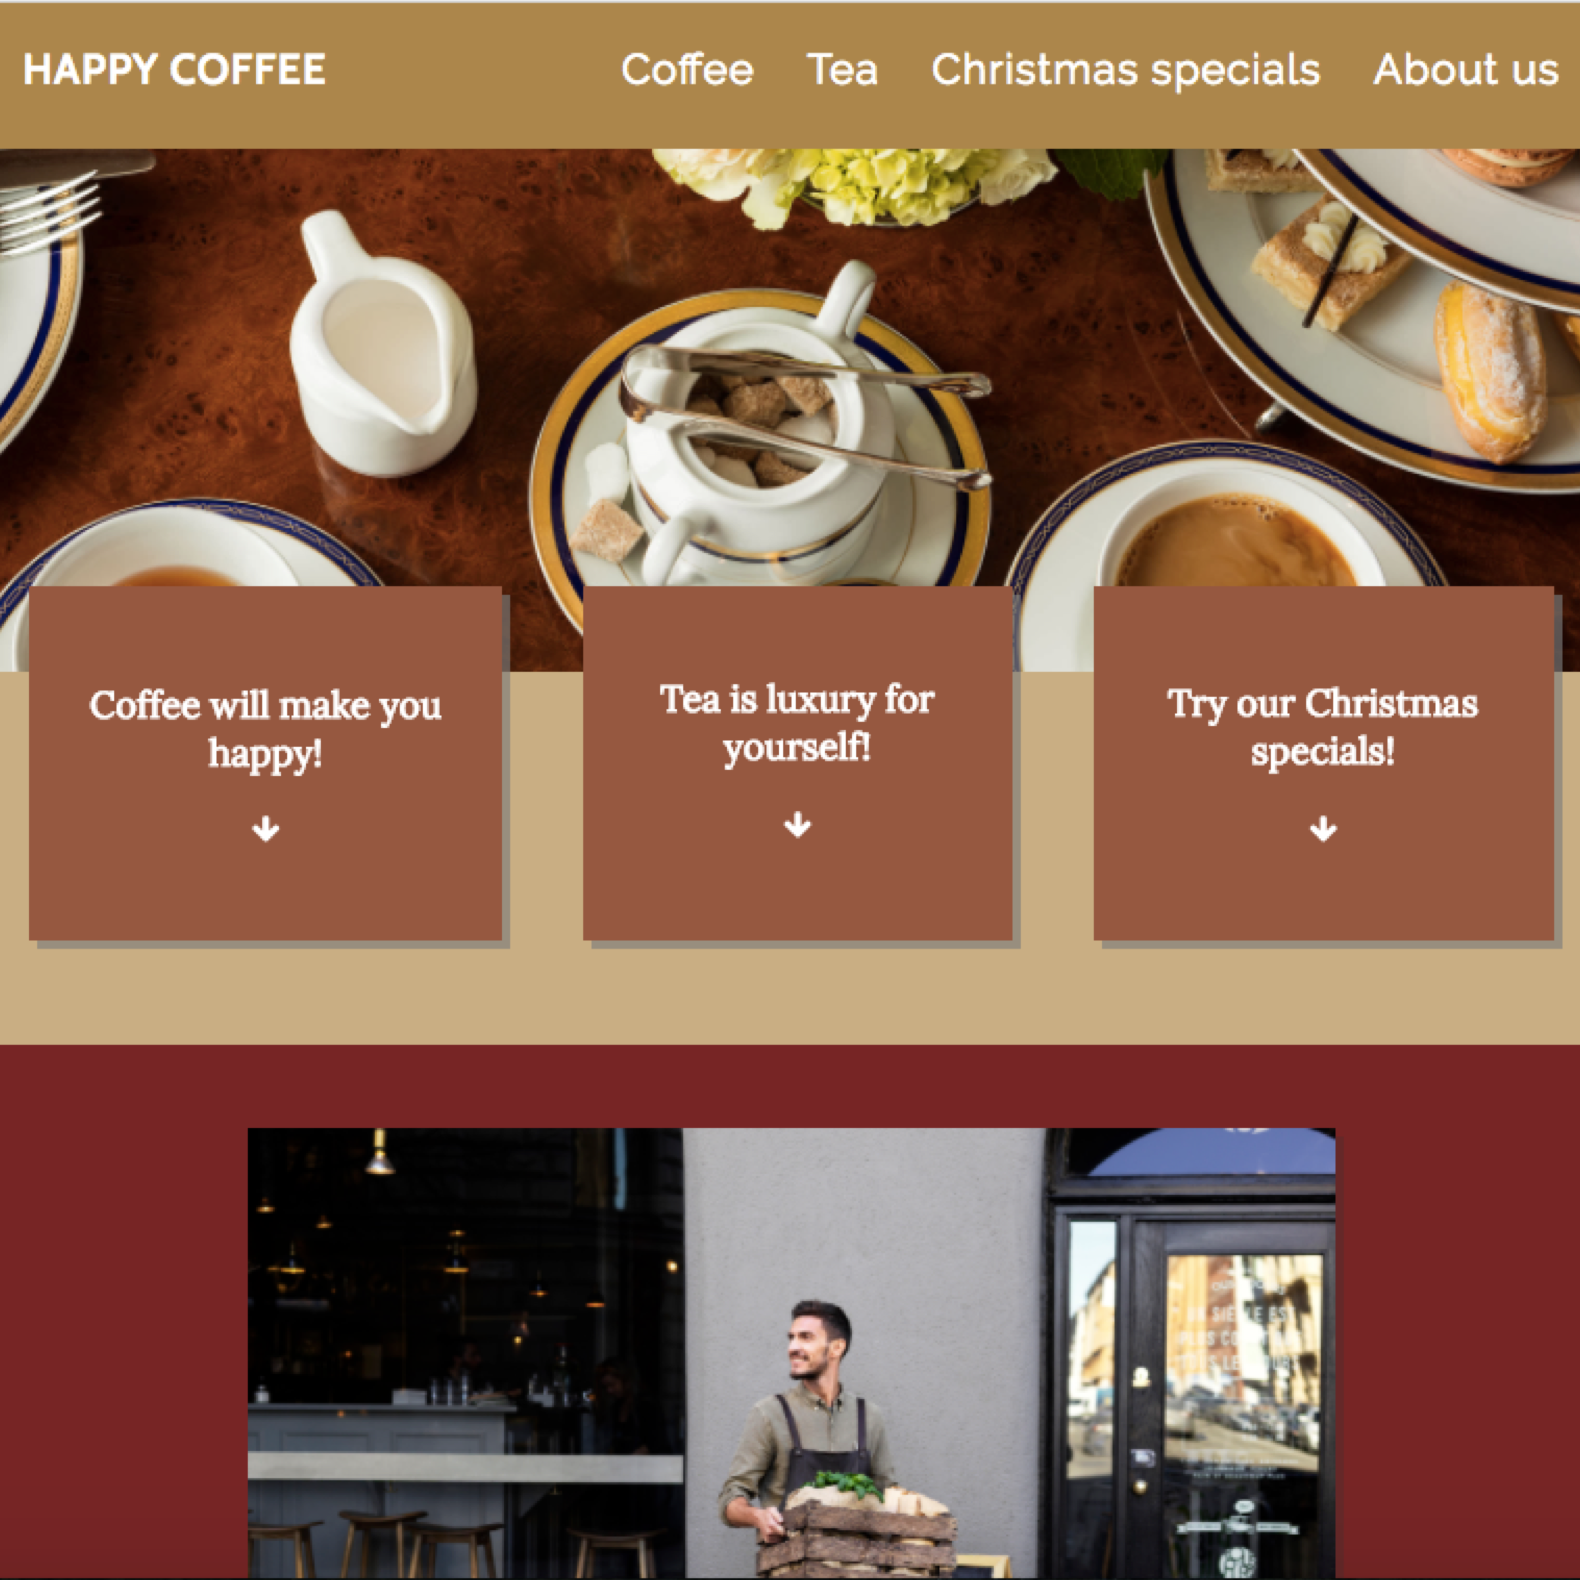 HAPPY COFFEE Coffee Tea Christmas specials About us
Coffee will make you
happy!
Tea is luxury for
yourself!
Try our Christmas
specials!